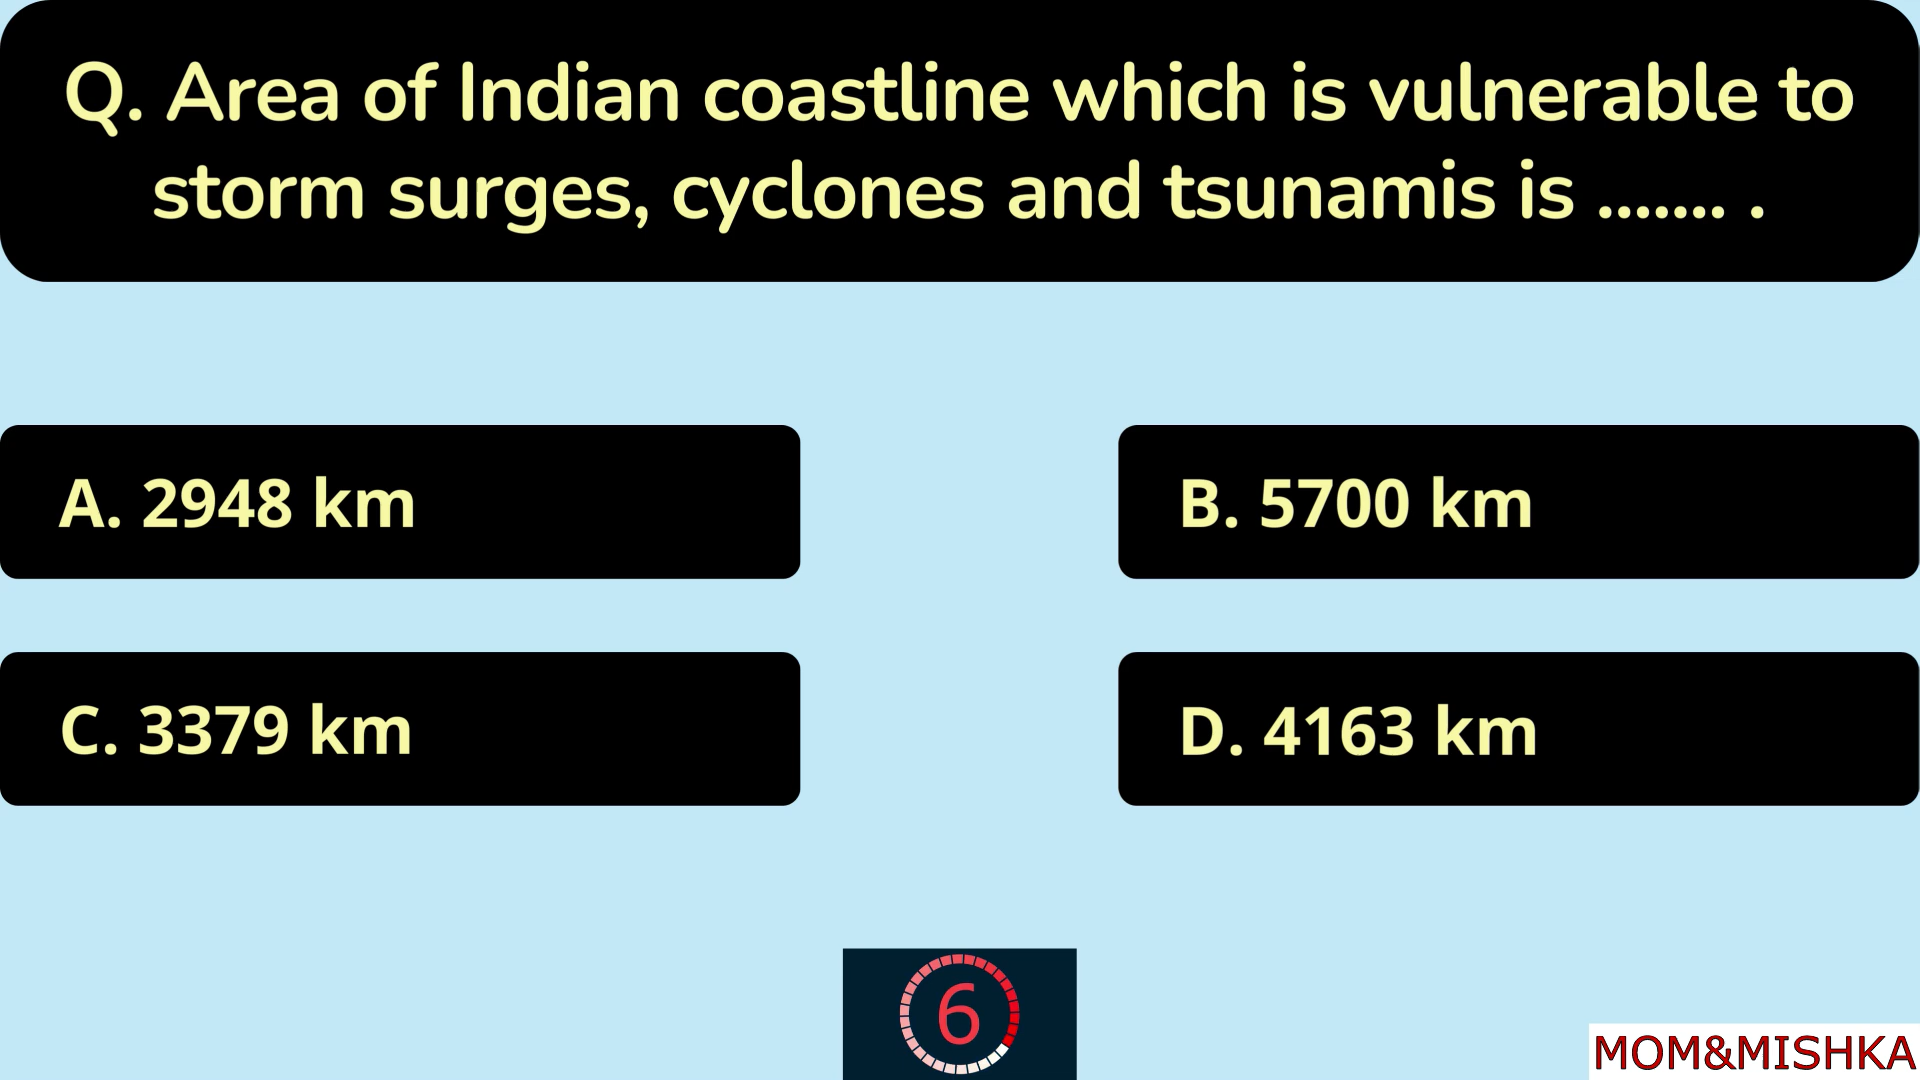 Q. Area of Indian coastline which is vulnerable to
storm surges, cyclones and tsunamis is ....... .
A. 2948 km
B. 5700 km
C. 3379 km
D. 4163 km
6
MOM&MISHKA